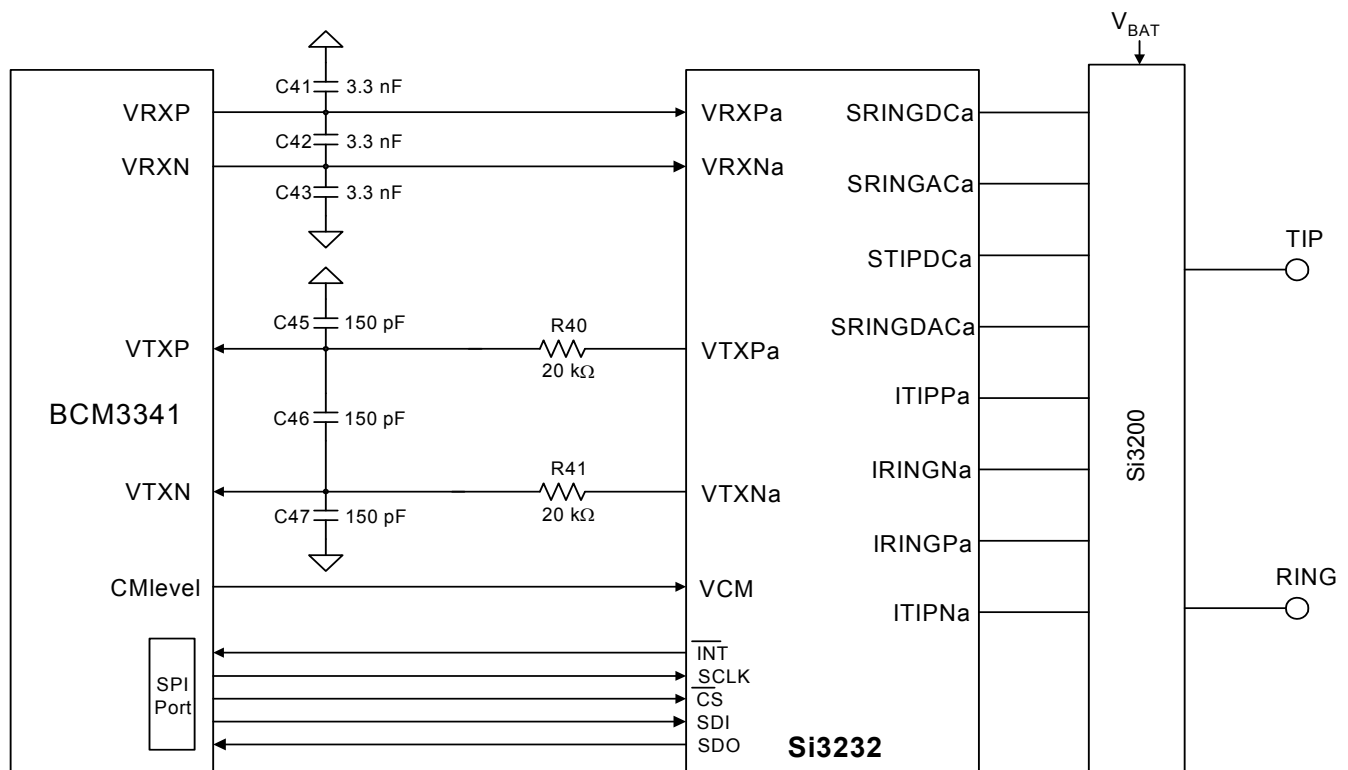 V_BAT
C41 3.3 nF
VRXP
VRXPa
SRINGDCa
C42 3.3 nF
VRXN
VRXNa
C43 3.3 nF
SRINGACa
TIP
STIPDCa
C45 150 pF
R40
20 kΩ
VTXP
VTXPa
SRINGDACa
BCM3341
C46 150 pF
ITIPPa
Si3200
R41
20 kΩ
VTXN
VTXNa
IRINGNa
C47 150 pF
IRINGPa
CMlevel
VCM
RING
ITIPNa
SPI
Port
INT
SCLK
CS
SDI
SDO
Si3232